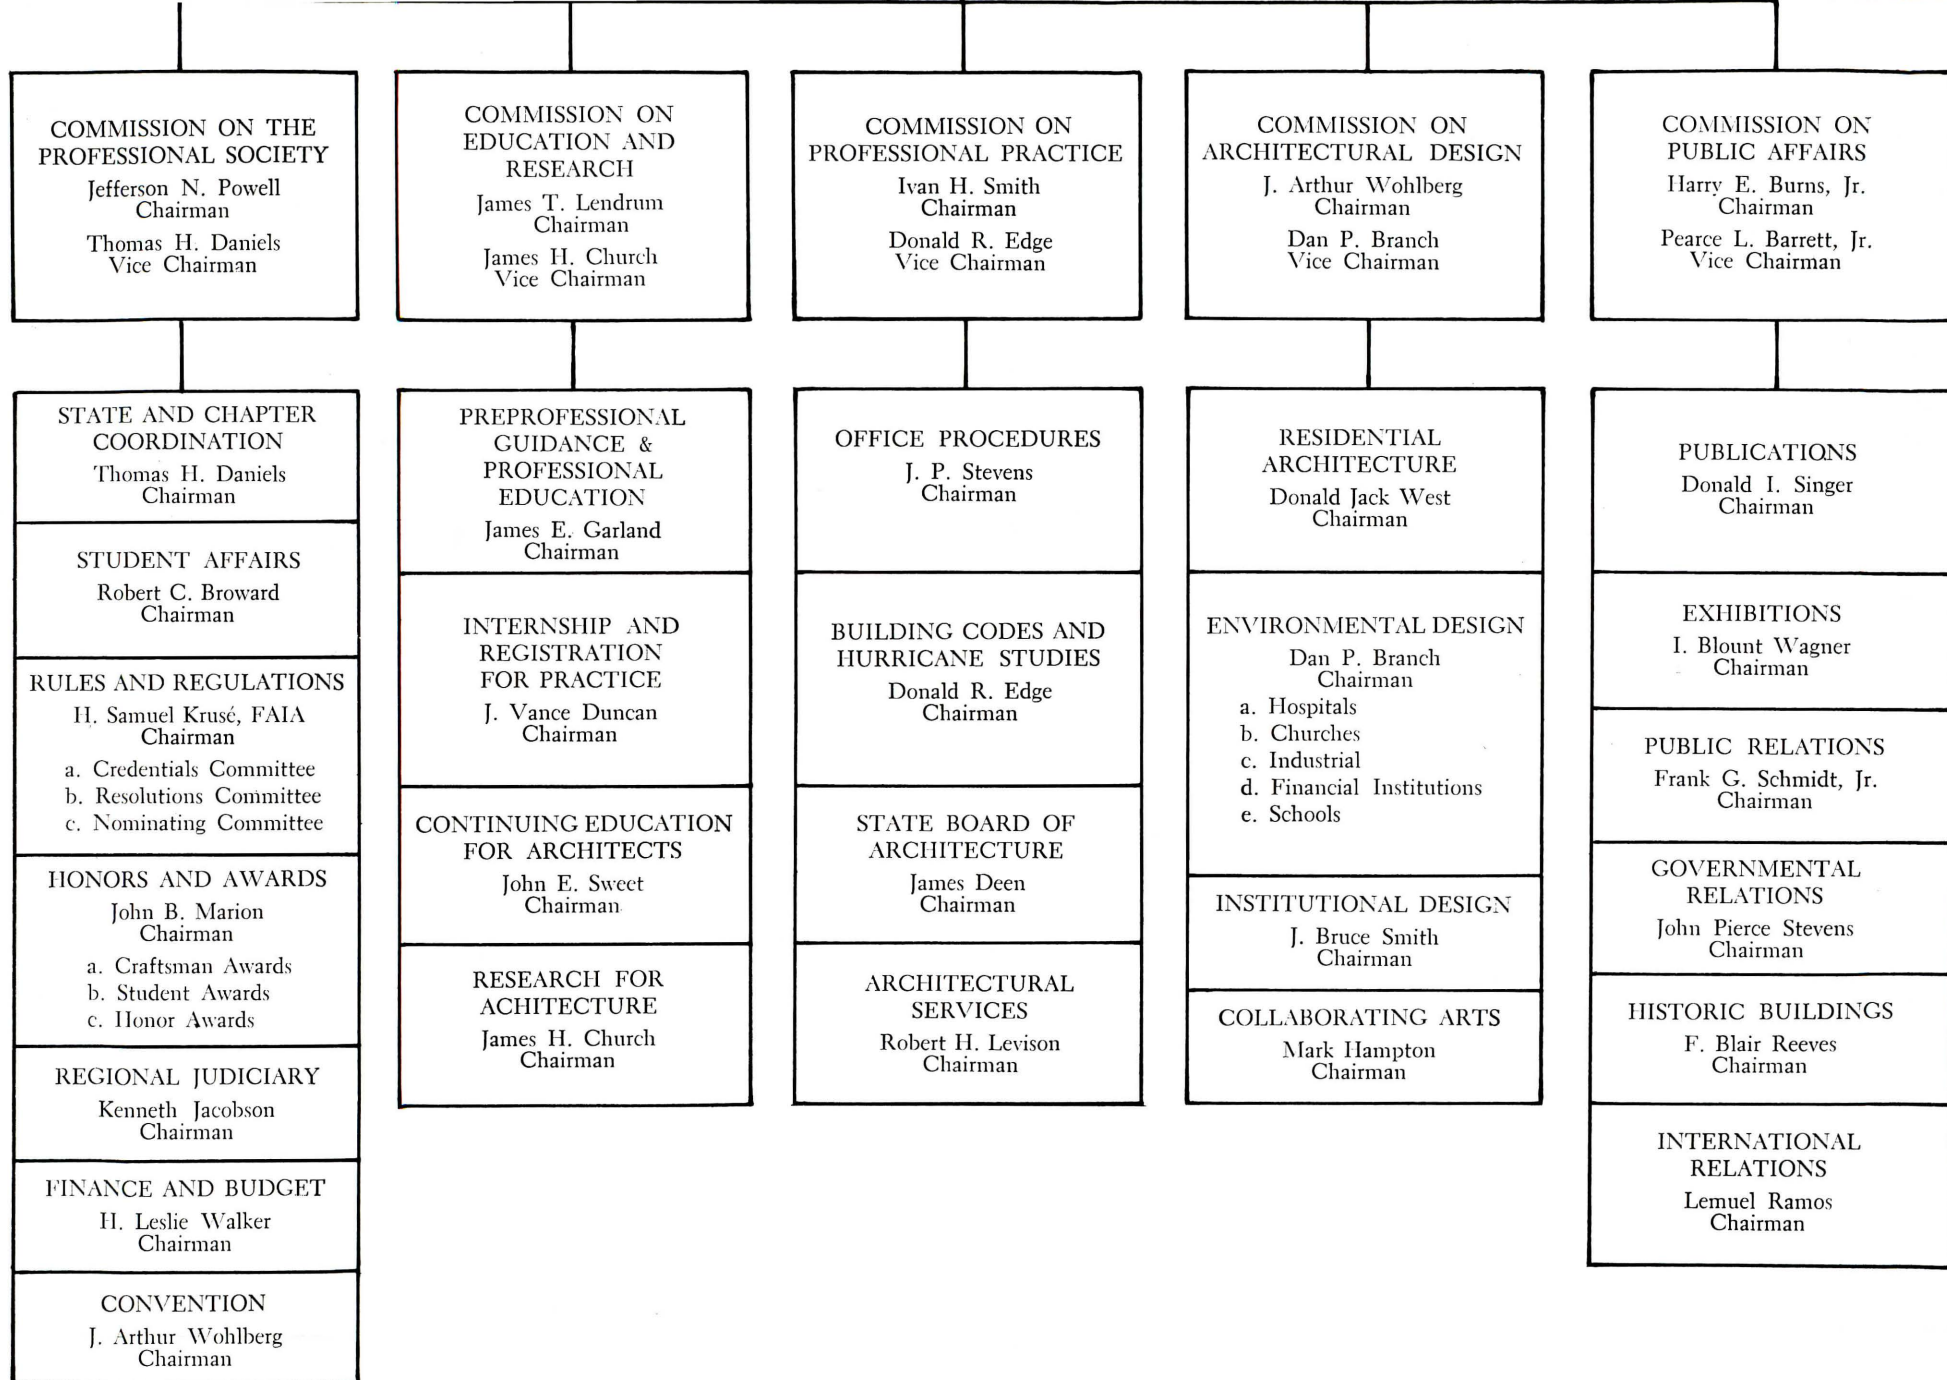 COMMISSION ON THE
PROFESSIONAL SOCIETY
Jefferson N. Powell
Chairman
Thomas H. Daniels
Vice Chairman
STATE AND CHAPTER
COORDINATION
Thomas H. Daniels
Chairman
STUDENT AFFAIRS
Robert C. Broward
Chairman
RULES AND REGULATIONS
H. Samuel Krusé, FAIA
Chairman
a. Credentials Committee
b. Resolutions Committee
c. Nominating Committee
HONORS AND AWARDS
John B. Marion
Chairman
a. Craftsman Awards
b. Student Awards
c. Honor Awards
REGIONAL JUDICIARY
Kenneth Jacobson
Chairman
FINANCE AND BUDGET
H. Leslie Walker
Chairman
CONVENTION
J. Arthur Wohlberg
Chairman
COMMISSION ON
EDUCATION AND
RESEARCH
James T. Lendrum
Chairman
James H. Church
Vice Chairman
PREPROFESSIONAL
GUIDANCE &
PROFESSIONAL
EDUCATION
James E. Garland
Chairman
INTERNSHIP AND
REGISTRATION
FOR PRACTICE
J. Vance Duncan
Chairman
CONTINUING EDUCATION
FOR ARCHITECTS
John E. Sweet
Chairman
RESEARCH FOR
ACHITECTURE
James H. Church
Chairman
COMMISSION ON
PROFESSIONAL PRACTICE
Ivan H. Smith
Chairman
Donald R. Edge
Vice Chairman
OFFICE PROCEDURES
J. P. Stevens
Chairman
BUILDING CODES AND
HURRICANE STUDIES
Donald R. Edge
Chairman
STATE BOARD OF
ARCHITECTURE
James Deen
Chairman
ARCHITECTURAL
SERVICES
Robert H. Levison
Chairman
COMMISSION ON
ARCHITECTURAL DESIGN
J. Arthur Wohlberg
Chairman
Dan P. Branch
Vice Chairman
RESIDENTIAL
ARCHITECTURE
Donald Jack West
Chairman
ENVIRONMENTAL DESIGN
Dan P. Branch
Chairman
a. Hospitals
b. Churches
c. Industrial
d. Financial Institutions
e. Schools
INSTITUTIONAL DESIGN
J. Bruce Smith
Chairman
COLLABORATING ARTS
Mark Hampton
Chairman
COMMISSION ON
PUBLIC AFFAIRS
Harry E. Burns, Jr.
Chairman
Pearce L. Barrett, Jr.
Vice Chairman
PUBLICATIONS
Donald I. Singer
Chairman
EXHIBITIONS
I. Blount Wagner
Chairman
PUBLIC RELATIONS
Frank G. Schmidt, Jr.
Chairman
GOVERNMENTAL
RELATIONS
John Pierce Stevens
Chairman
HISTORIC BUILDINGS
F. Blair Reeves
Chairman
INTERNATIONAL
RELATIONS
Lemuel Ramos
Chairman